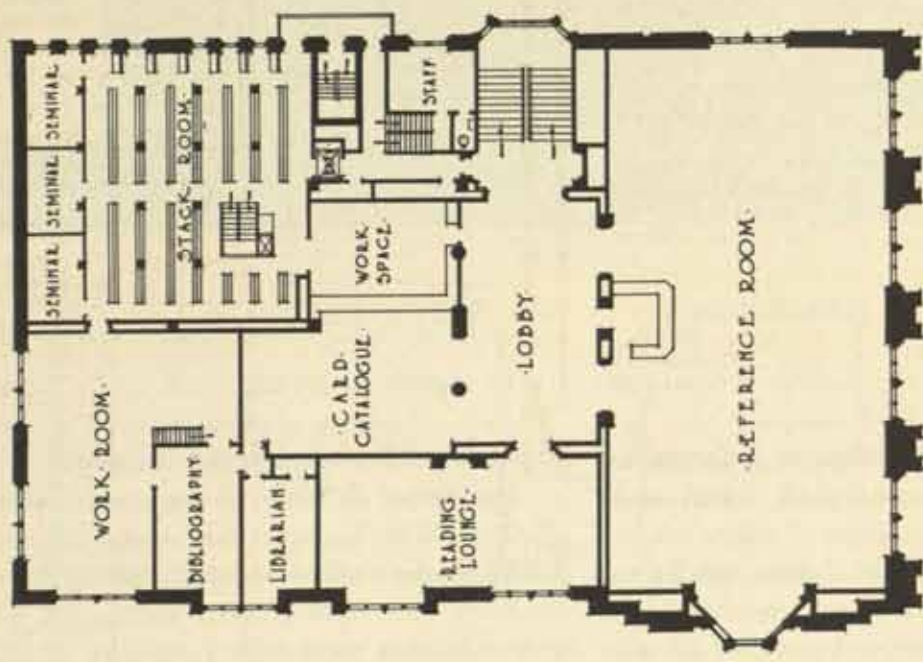 SEMINAR
SEMINAR
SEMINAR
STACK ROOM
STAFF
WORK
SPACE
LOBBY
REFERENCE ROOM
CARD
CATALOGUE
WORK ROOM
BIBLIOGRAPHY
LIBRARIAN
READING
LOUNGE